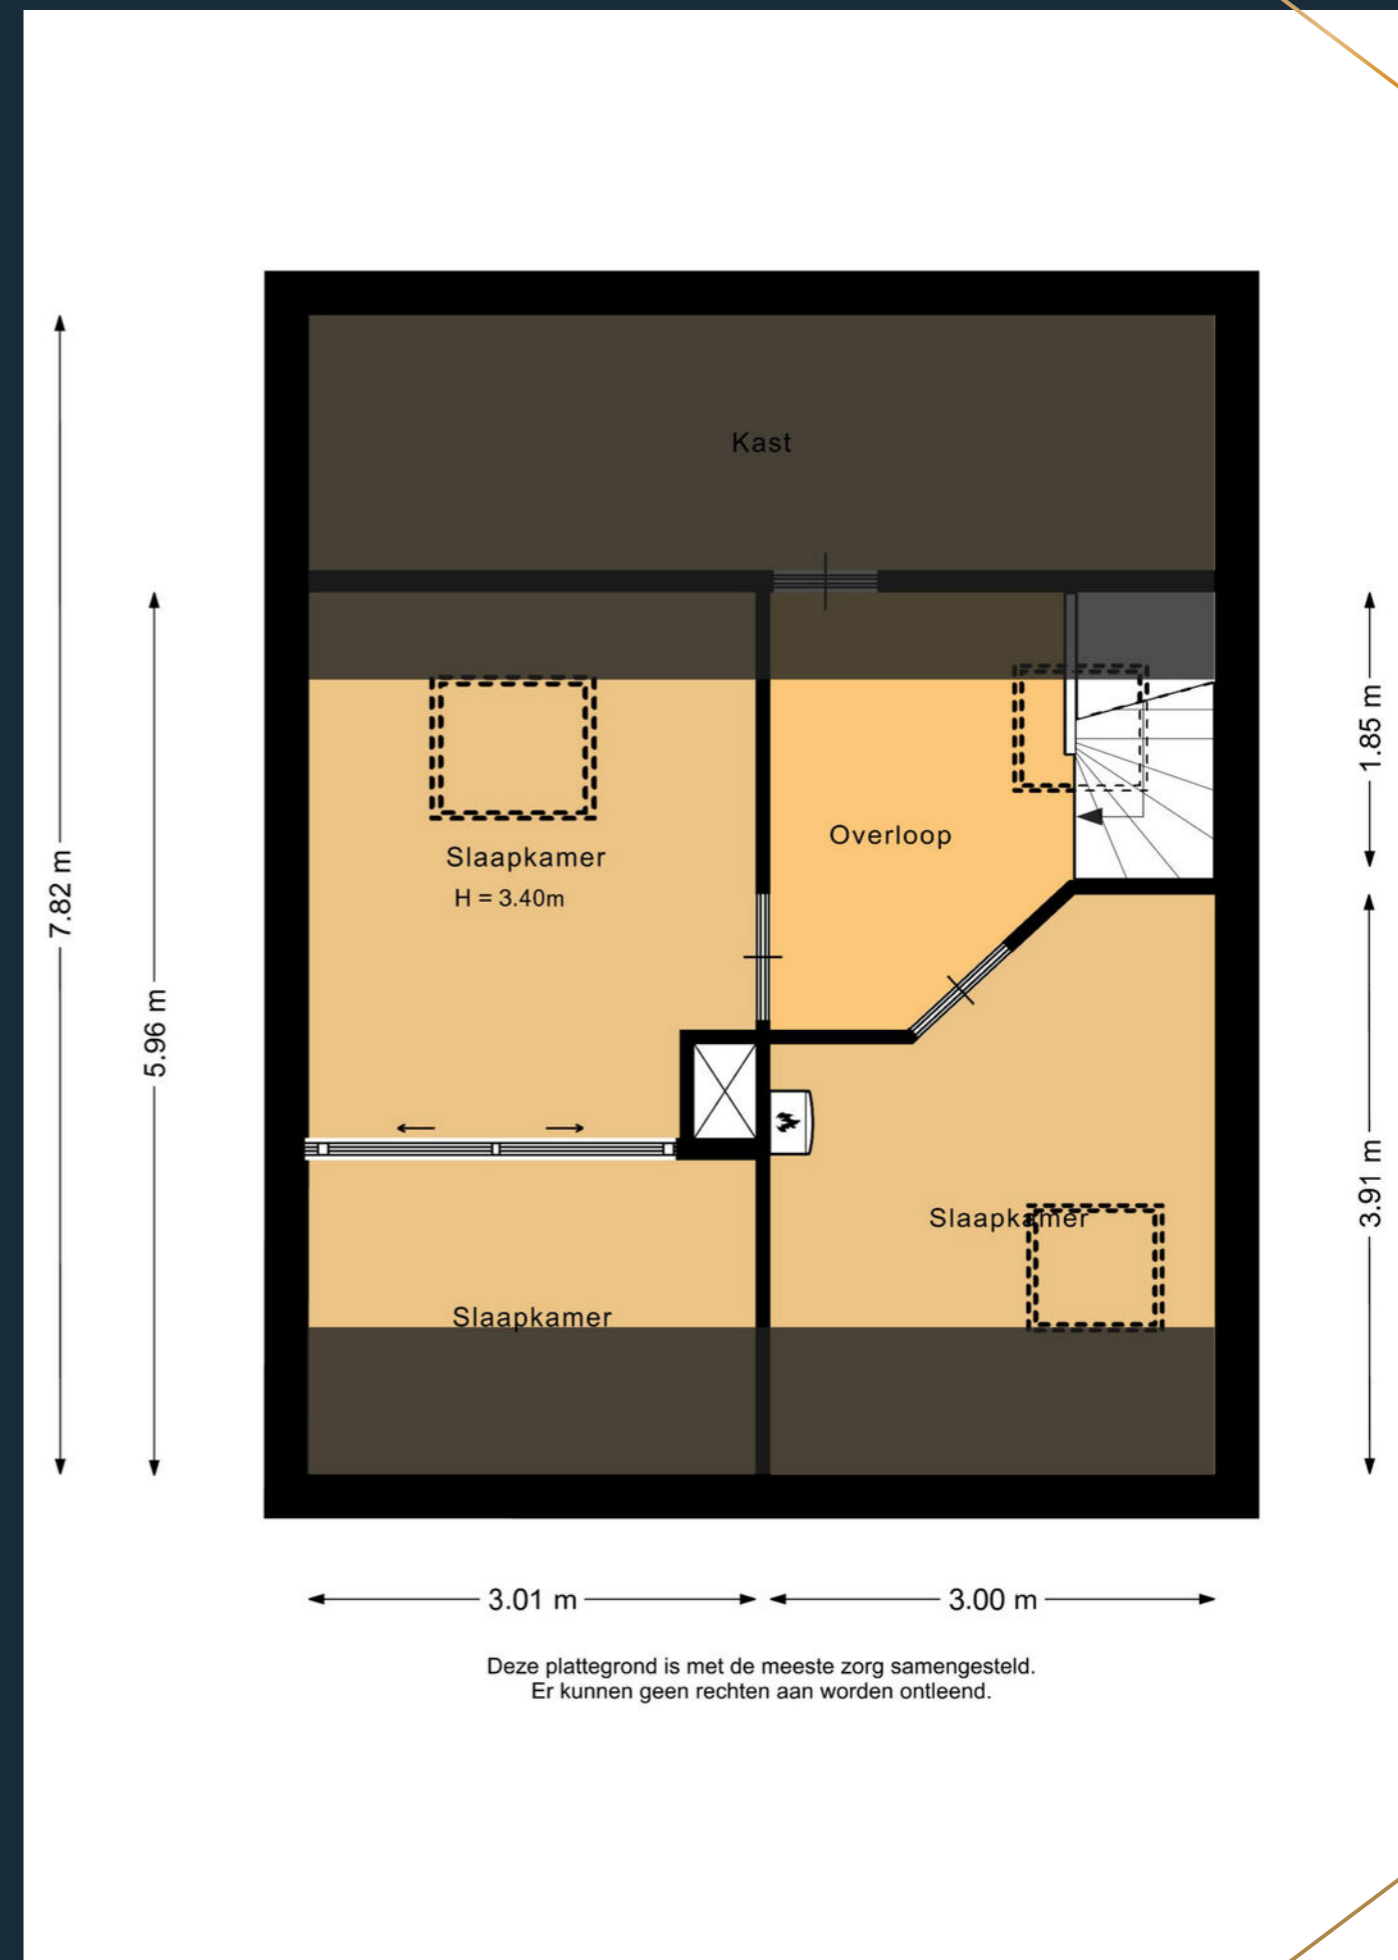 Kast
7.82 m
5.96 m
1.85 m
Overloop
Slaapkamer
H = 3.40m
3.91 m
Slaapkamer
Slaapkamer
3.01 m
3.00 m
Deze plattegrond is met de meeste zorg samengesteld.
Er kunnen geen rechten aan worden ontleend.